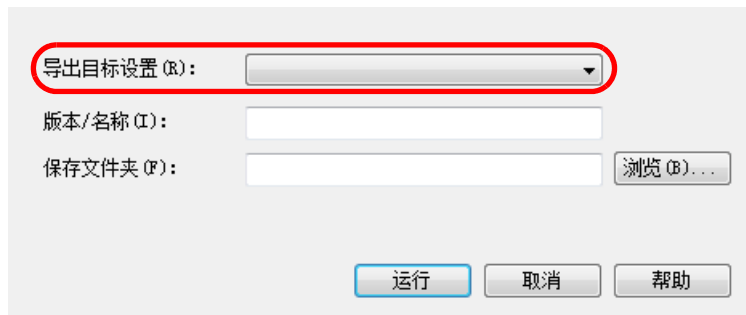 导出目标设置(R):
版本/名称(I):
保存文件夹(F):
浏览(B)...
运行
取消
帮助